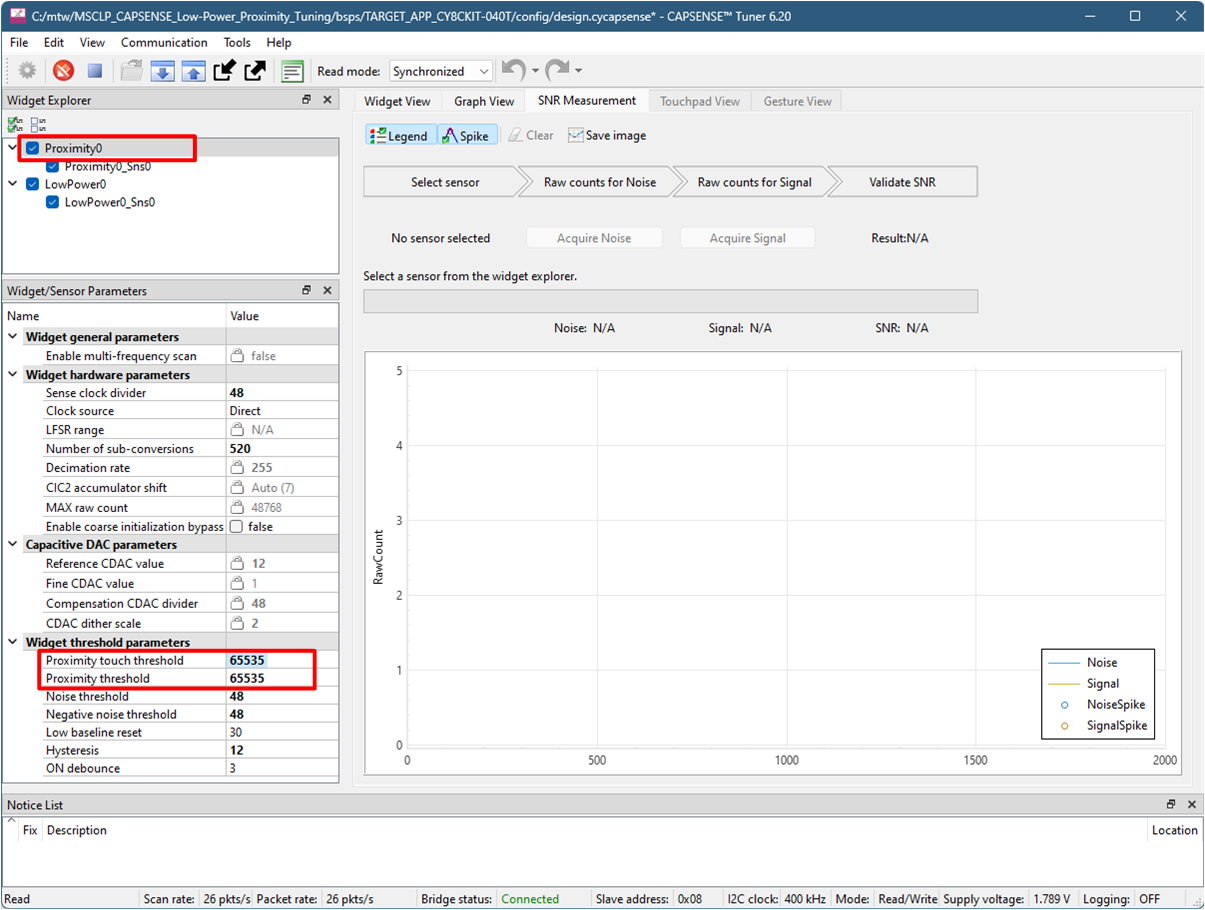 C:/mtw/MSCLP_CAPSENSE_Low-Power_Proximity_Tuning/bsps/TARGET_APP_CY8CKIT-040T/config/design.cycapsense* - CAPSENSE™ Tuner 6.20
File Edit View Communication Tools Help
Read mode: Synchronized
Widget Explorer
Proximity0
Proximity0_Sns0
LowPower0
LowPower0_Sns0
Widget/Sensor Parameters
Name Value
Widget general parameters
Enable multi-frequency scan false
Widget hardware parameters
Sense clock divider 48
Clock source Direct
LFSR range N/A
Number of sub-conversions 520
Decimation rate 255
CIC2 accumulator shift Auto (7)
MAX raw count 48768
Enable coarse initialization bypass false
Capacitive DAC parameters
Reference CDAC value 12
Fine CDAC value 1
Compensation CDAC divider 48
CDAC dither scale 2
Widget threshold parameters
Proximity touch threshold 65535
Proximity threshold 65535
Noise threshold 48
Negative noise threshold 48
Low baseline reset 30
Hysteresis 12
ON debounce 3
Widget View Graph View SNR Measurement Touchpad View Gesture View
Legend Spike Clear Save image
Select sensor Raw counts for Noise Raw counts for Signal Validate SNR
No sensor selected Acquire Noise Acquire Signal Result:N/A
Select a sensor from the widget explorer.
Noise: N/A Signal: N/A SNR: N/A
5
4
3
2
1
0
RawCount
0 500 1000 1500 2000
Noise
Signal
NoiseSpike
SignalSpike
Notice List
Fix Description Location
Read Scan rate: 26 pkts/s Packet rate: 26 pkts/s Bridge status: Connected Slave address: 0x08 I2C clock: 400 kHz Mode: Read/Write Supply voltage: 1.789 V Logging: OFF